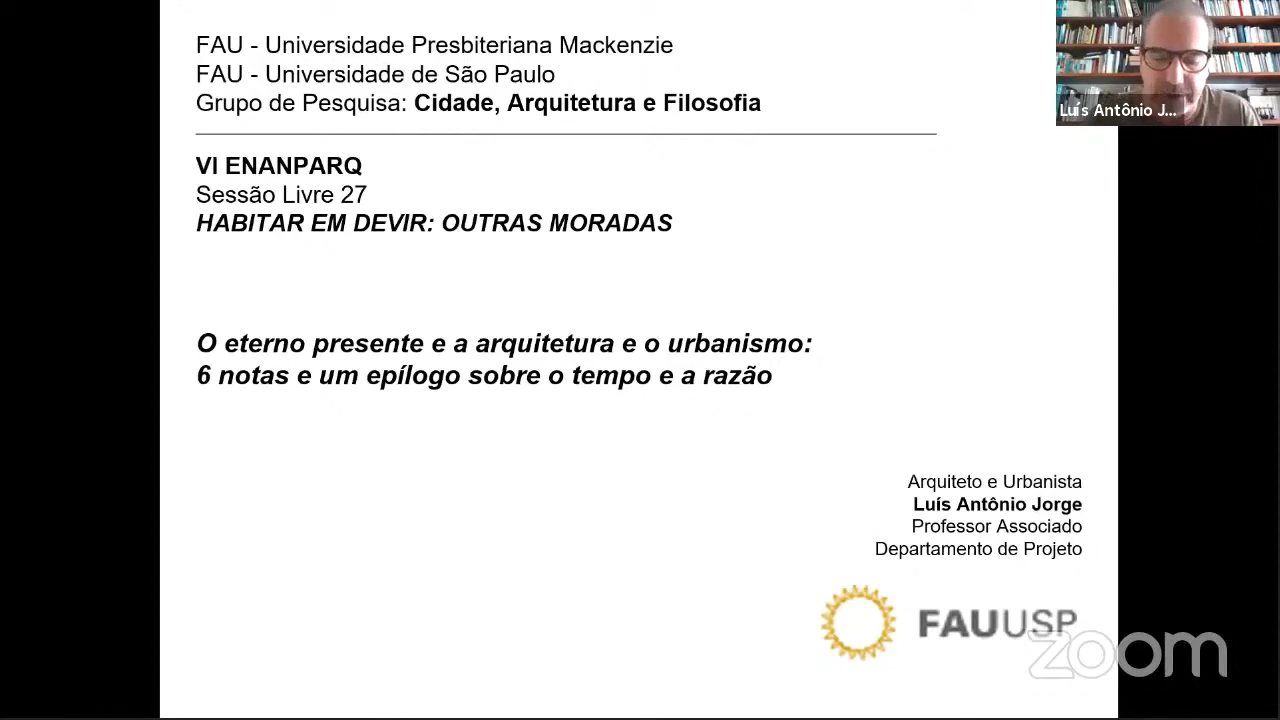 FAU - Universidade Presbiteriana Mackenzie
FAU - Universidade de São Paulo
Grupo de Pesquisa: Cidade, Arquitetura e Filosofia
Luís Antônio J...
VI ENANPARQ
Sessão Livre 27
HABITAR EM DEVIR: OUTRAS MORADAS
O eterno presente e a arquitetura e o urbanismo:
6 notas e um epílogo sobre o tempo e a razão
Arquiteto e Urbanista
Luís Antônio Jorge
Professor Associado
Departamento de Projeto
FAUUSP
zoom